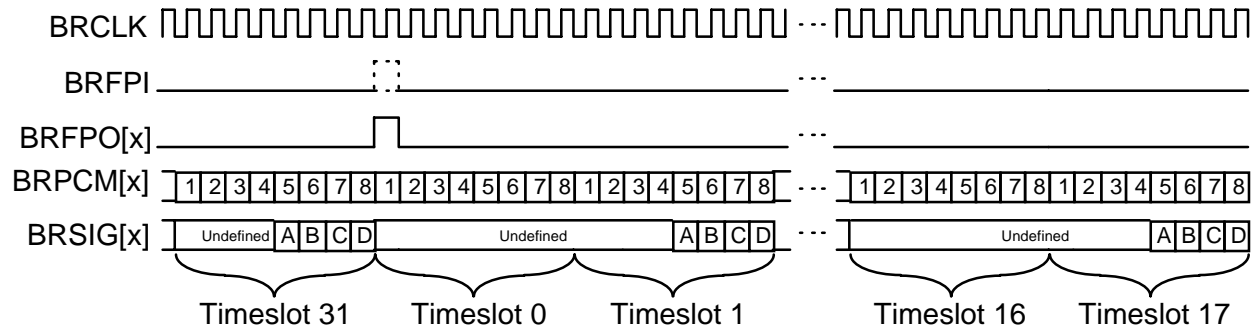 BRCLK ...
BRFPI ...
BRFPO[x] ...
BRPCM[x] 1 2 3 4 5 6 7 8 1 2 3 4 5 6 7 8 1 2 3 4 5 6 7 8 ... 1 2 3 4 5 6 7 8 1 2 3 4 5 6 7 8
BRSIG[x] Undefined A B C D Undefined A B C D ... Undefined A B C D
Timeslot 31 Timeslot 0 Timeslot 1 Timeslot 16 Timeslot 17